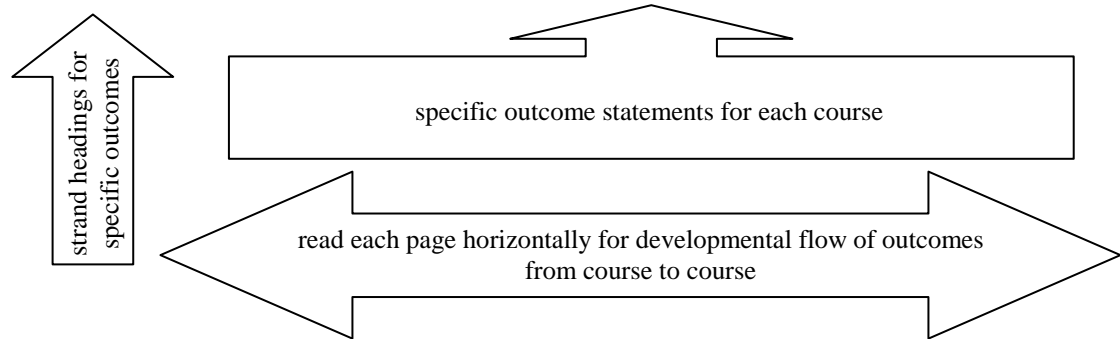 strand headings for
specific outcomes
specific outcome statements for each course
read each page horizontally for developmental flow of outcomes
from course to course